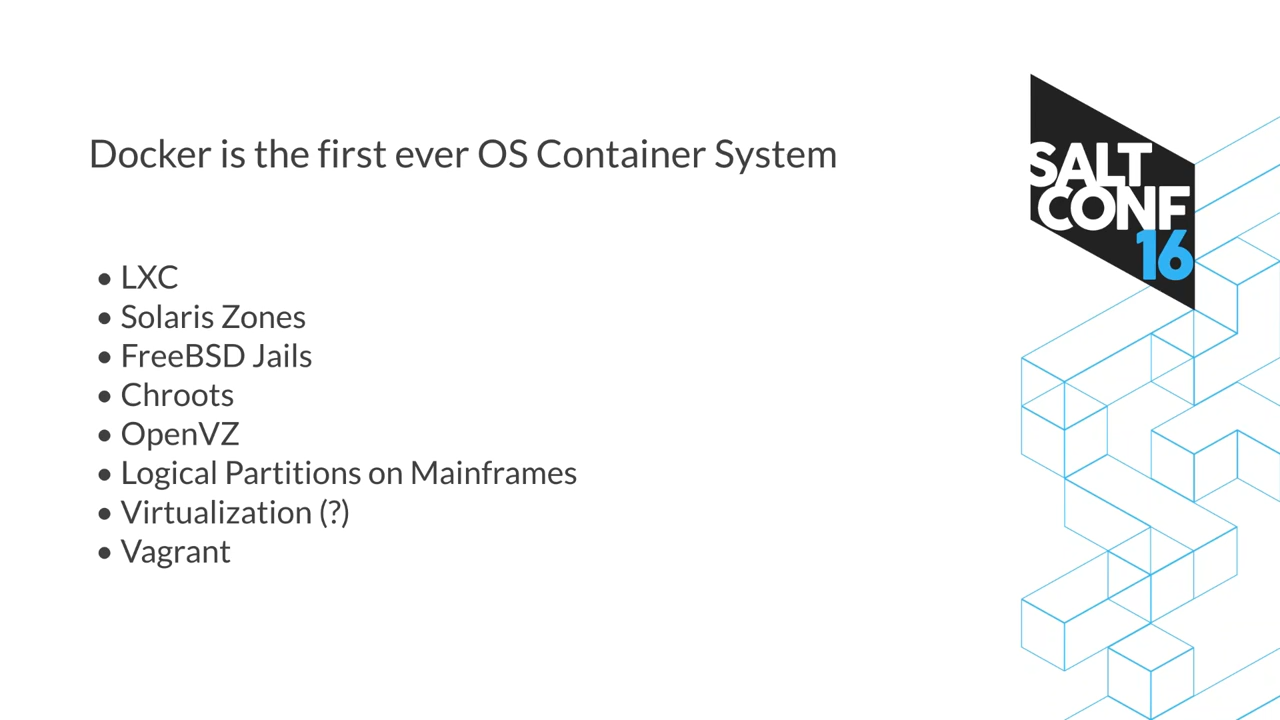 Docker is the first ever OS Container System
• LXC
• Solaris Zones
• FreeBSD Jails
• Chroots
• OpenVZ
• Logical Partitions on Mainframes
• Virtualization (?)
• Vagrant
SALT
CONF
16